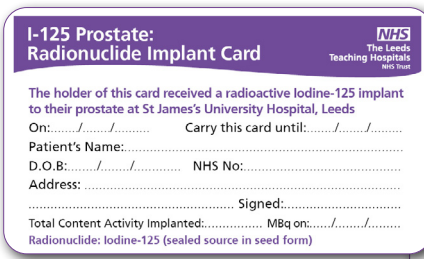 I-125 Prostate:
Radionuclide Implant Card
NHS
The Leeds
Teaching Hospitals
NHS Trust
The holder of this card received a radioactive Iodine-125 implant
to their prostate at St James's University Hospital, Leeds
On:......./......./......... Carry this card until:......./......./.........
Patient's Name:......................................................................
D.O.B:......./......./............ NHS No:..............................................
Address: ................................................................................
.................................................... Signed:.............................
Total Content Activity Implanted:............... MBq on:....../......./.........
Radionuclide: Iodine-125 (sealed source in seed form)